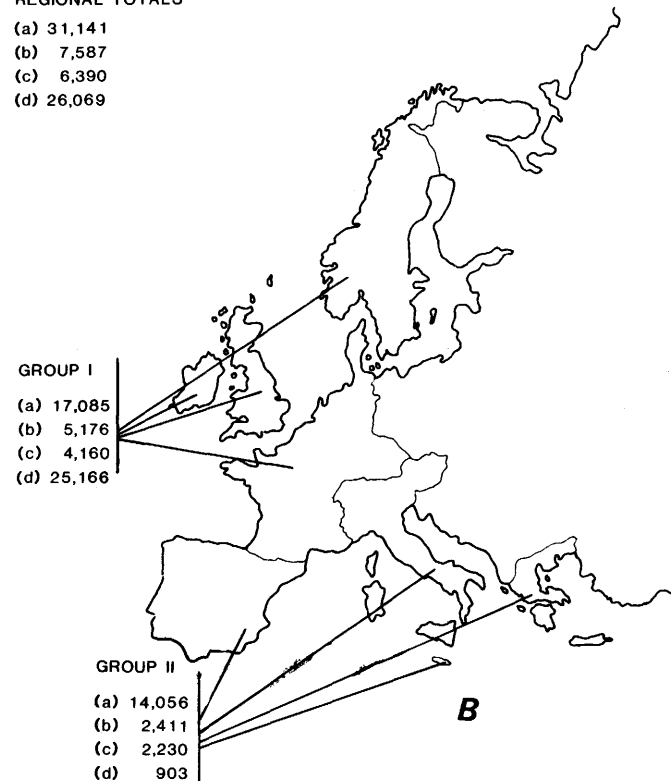 REGIONAL TOTALS
(a) 31,141
(b) 7,587
(c) 6,390
(d) 26,069
GROUP I
(a) 17,085
(b) 5,176
(c) 4,160
(d) 25,166
GROUP II
(a) 14,056
(b) 2,411
(c) 2,230
(d) 903
B